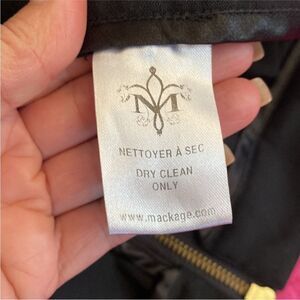 M
NETTOYER À SEC
DRY CLEAN
ONLY
www.mackage.com